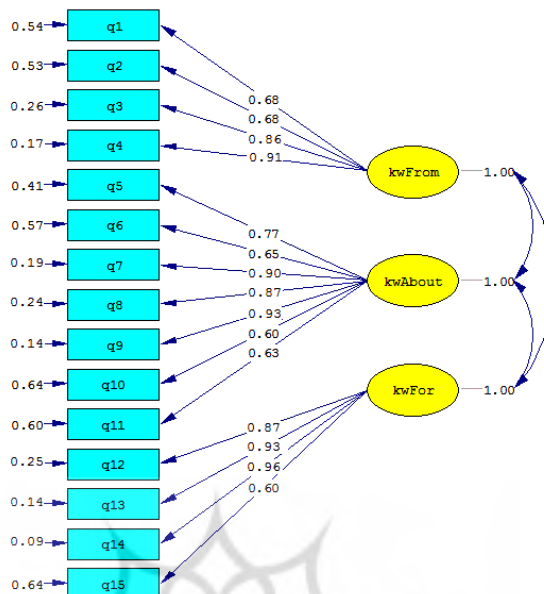 0.54 q1
0.53 q2
0.26 q3
0.17 q4
0.41 q5
0.57 q6
0.19 q7
0.24 q8
0.14 q9
0.64 q10
0.60 q11
0.25 q12
0.14 q13
0.09 q14
0.64 q15
0.68
0.68
0.86
0.91
0.77
0.65
0.90
0.87
0.93
0.60
0.63
0.87
0.93
0.96
0.60
kwFrom 1.00
kwAbout 1.00
kwFor 1.00